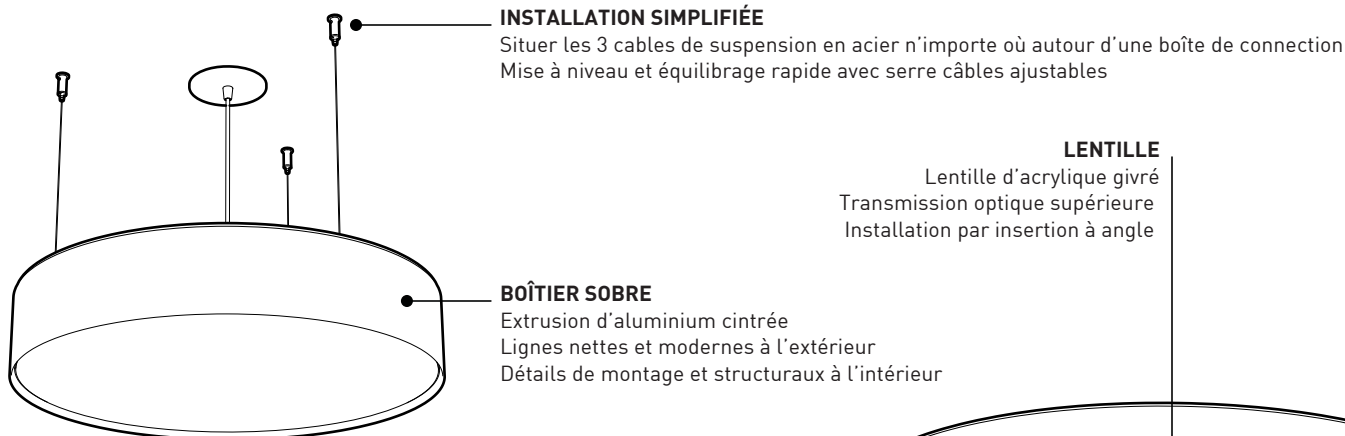 INSTALLATION SIMPLIFIÉE
Situer les 3 cables de suspension en acier n’importe où autour d’une boîte de connection
Mise à niveau et équilibrage rapide avec serre câbles ajustables
LENTILLE
Lentille d’acrylique givré
Transmission optique supérieure
Installation par insertion à angle
BOÎTIER SOBRE
Extrusion d’aluminium cintrée
Lignes nettes et modernes à l’extérieur
Détails de montage et structuraux à l’intérieur